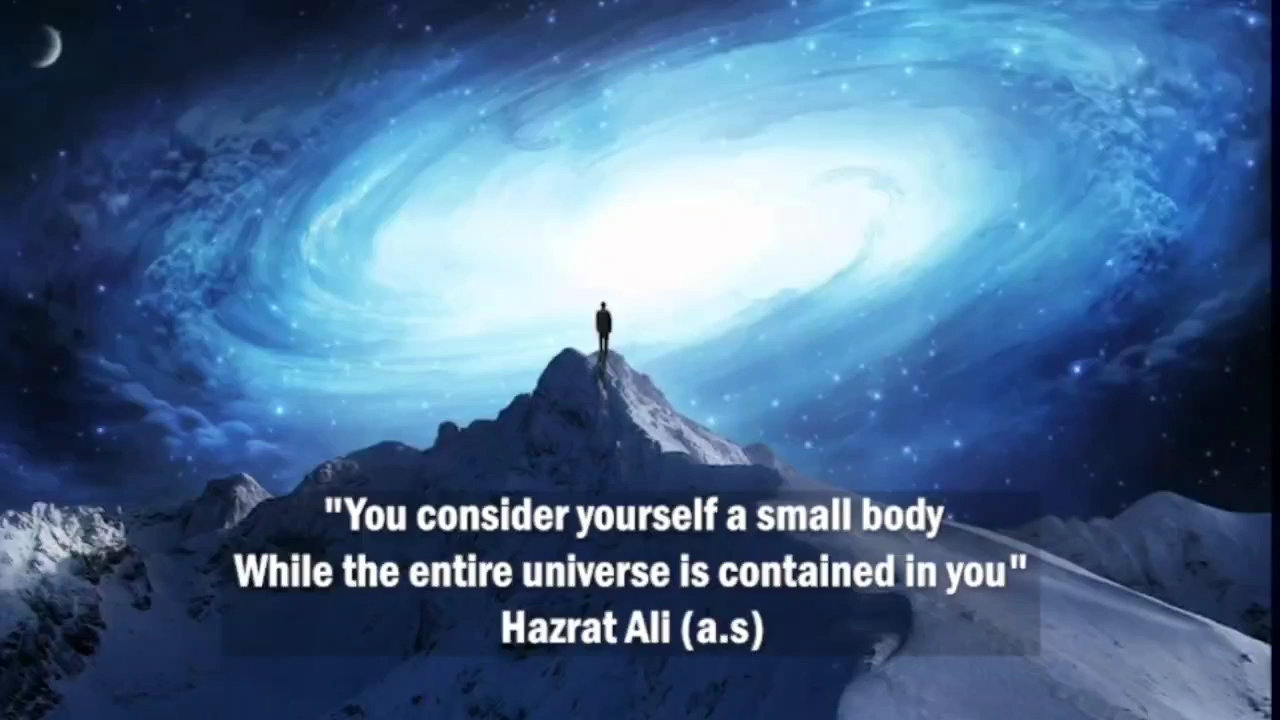 "You consider yourself a small body
While the entire universe is contained in you"
Hazrat Ali (a.s)